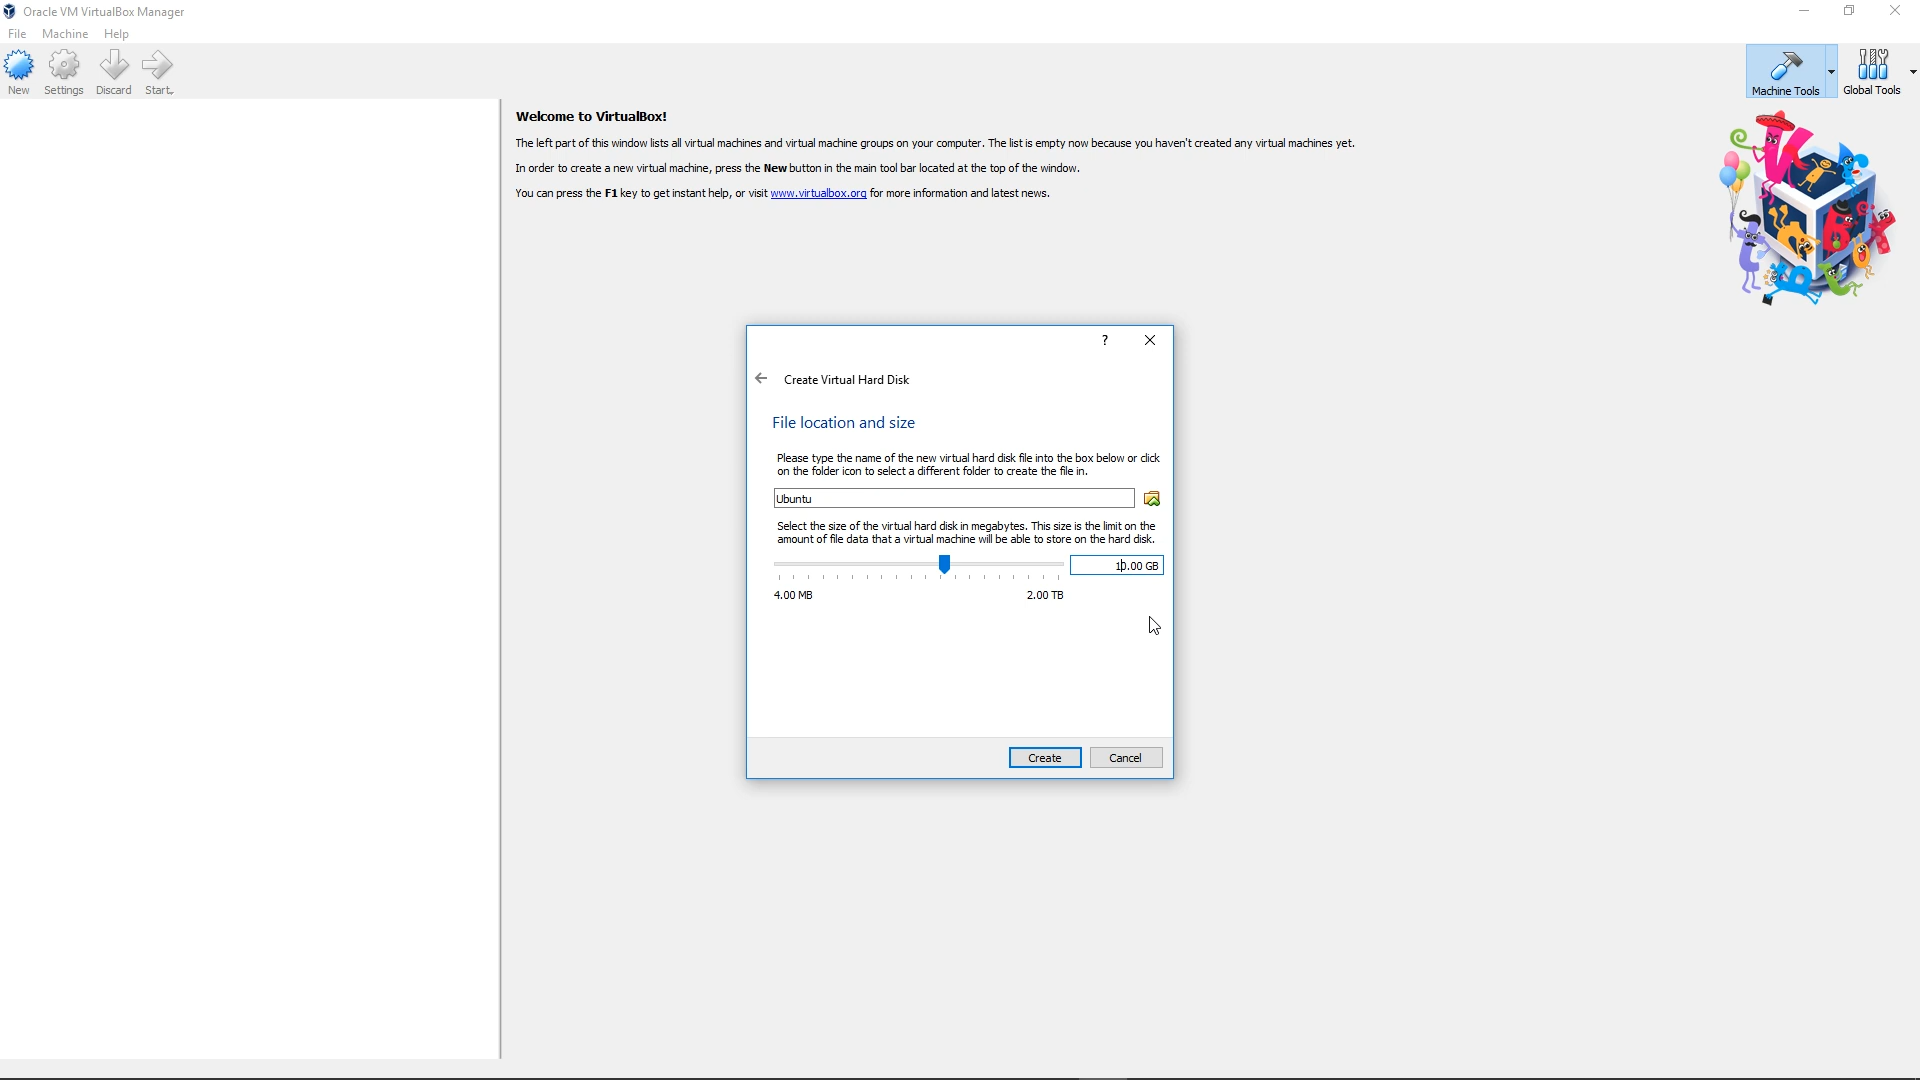 Oracle VM VirtualBox Manager
File Machine Help
New Settings Discard Start
Machine Tools Global Tools
Welcome to VirtualBox!
The left part of this window lists all virtual machines and virtual machine groups on your computer. The list is empty now because you haven't created any virtual machines yet.
In order to create a new virtual machine, press the New button in the main tool bar located at the top of the window.
You can press the F1 key to get instant help, or visit www.virtualbox.org for more information and latest news.
?
Create Virtual Hard Disk
File location and size
Please type the name of the new virtual hard disk file into the box below or click
on the folder icon to select a different folder to create the file in.
Ubuntu
Select the size of the virtual hard disk in megabytes. This size is the limit on the
amount of file data that a virtual machine will be able to store on the hard disk.
10.00 GB
4.00 MB 2.00 TB
Create Cancel